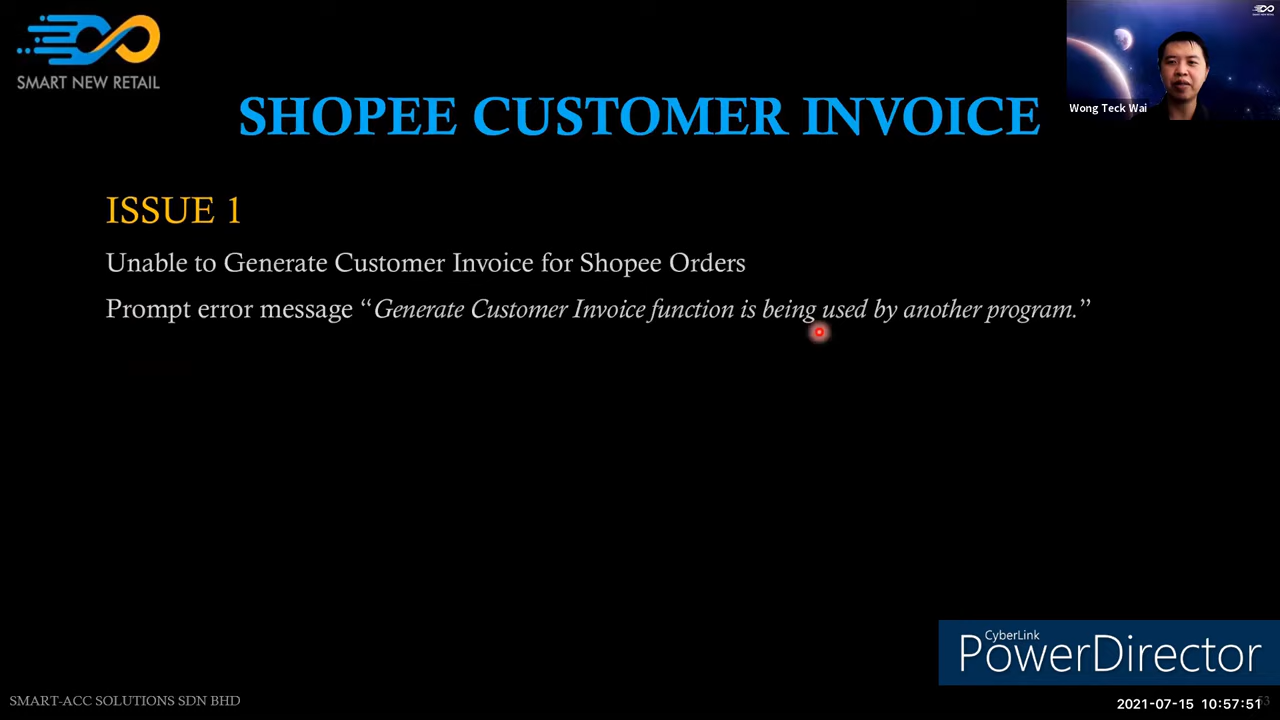 SMART NEW RETAIL
Wong Teck Wai
SHOPEE CUSTOMER INVOICE
ISSUE 1
Unable to Generate Customer Invoice for Shopee Orders
Prompt error message “Generate Customer Invoice function is being used by another program.”
CyberLink
PowerDirector
SMART-ACC SOLUTIONS SDN BHD
2021-07-15 10:57:51